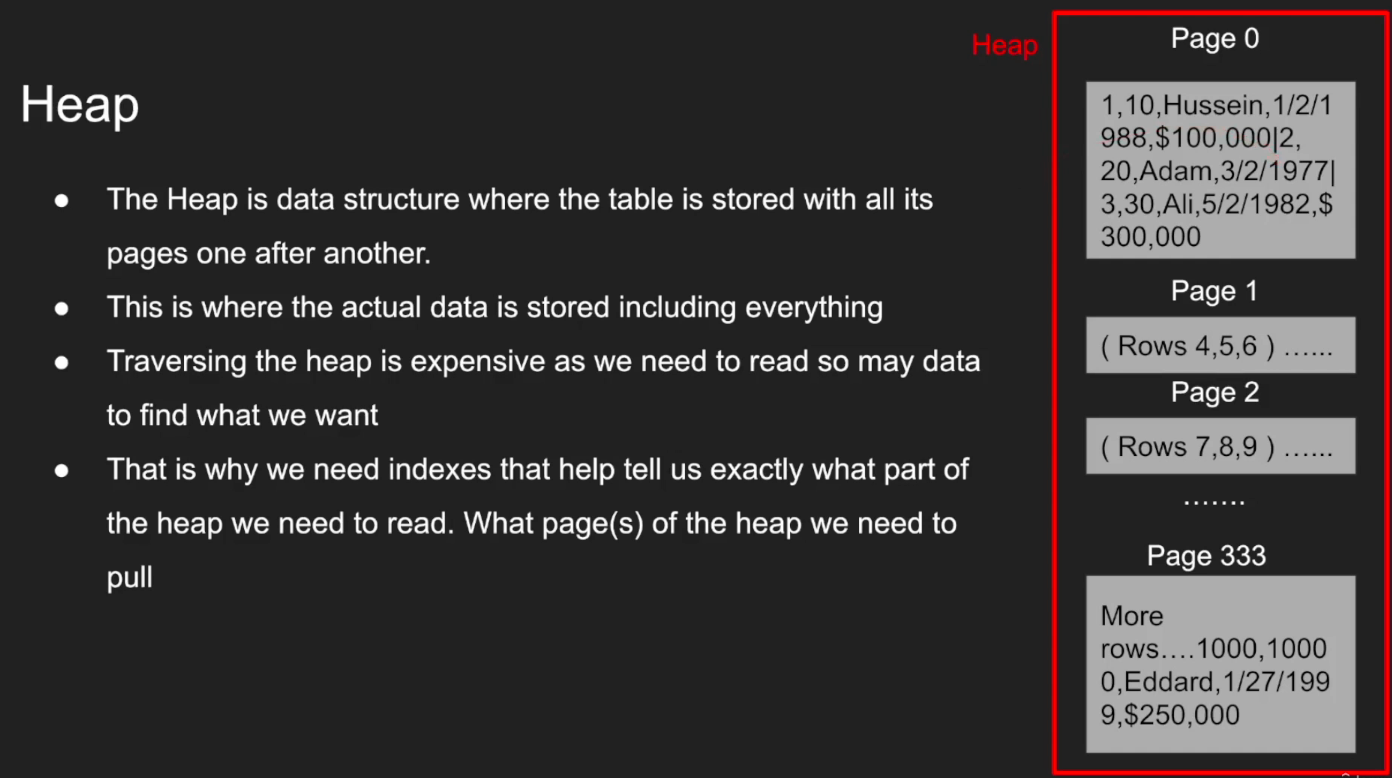 Heap
The Heap is data structure where the table is stored with all its
pages one after another.
This is where the actual data is stored including everything
Traversing the heap is expensive as we need to read so may data
to find what we want
That is why we need indexes that help tell us exactly what part of
the heap we need to read. What page(s) of the heap we need to
pull
Heap
Page 0
1,10,Hussein,1/2/1
988,$100,000|2,
20,Adam,3/2/1977|
3,30,Ali,5/2/1982,$
300,000
Page 1
( Rows 4,5,6 ) …...
Page 2
( Rows 7,8,9 ) …...
…….
Page 333
More
rows….1000,1000
0,Eddard,1/27/199
9,$250,000